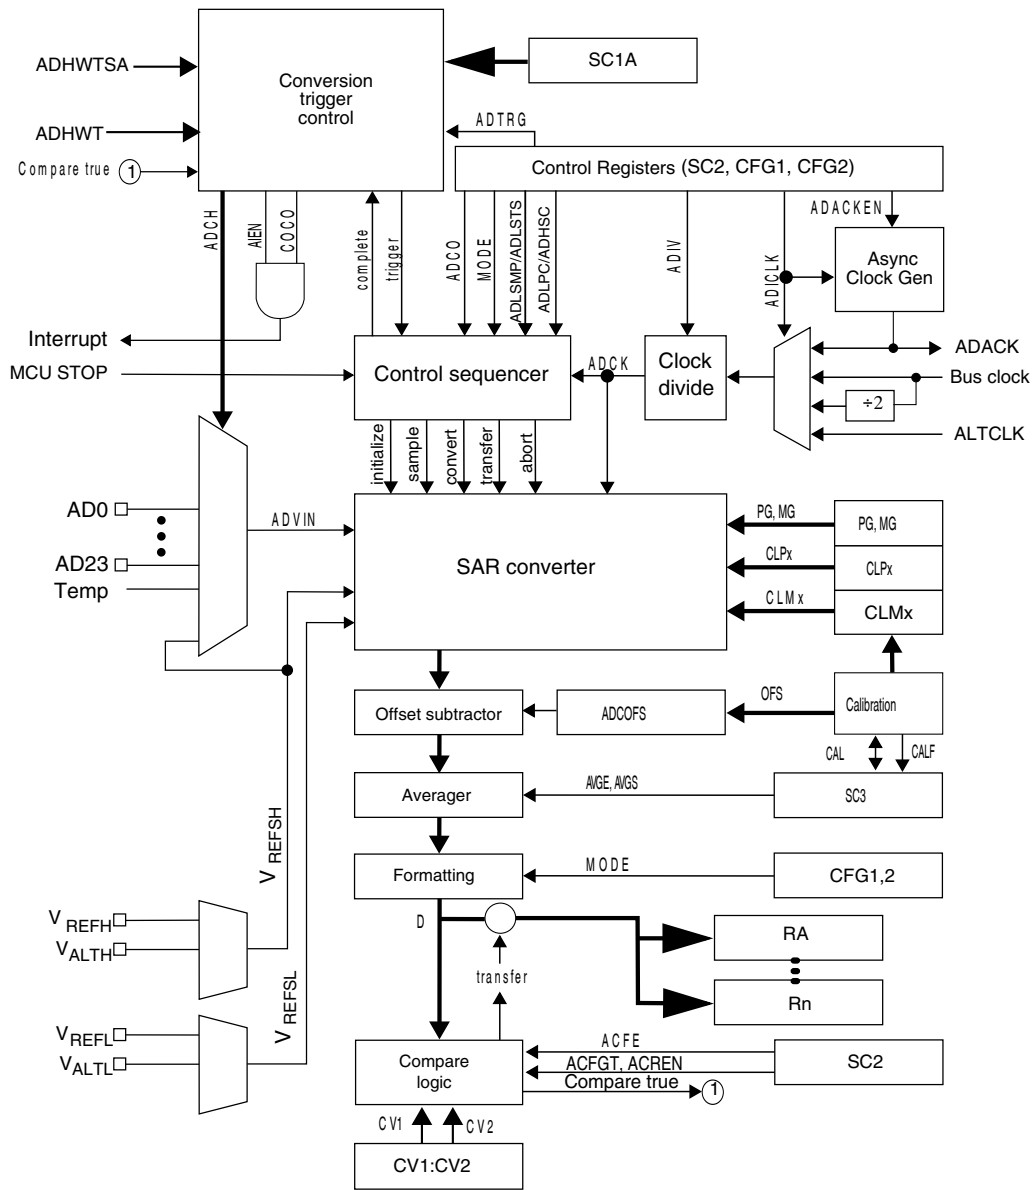 ADHWTSA
Conversion
trigger
control
SC1A
ADHWT
ADTRG
Compare true 1
Control Registers (SC2, CFG1, CFG2)
ADCH
AIEN
COCO
complete
trigger
ADCO
MODE
ADLSMP/ADLSTS
ADLPC/ADHSC
ADIV
ADICLK
ADACKEN
Async
Clock Gen
Interrupt
MCU STOP
Control sequencer
ADCK
Clock
divide
ADACK
Bus clock
÷2
ALTCLK
initialize
sample
convert
transfer
abort
AD0
AD23
Temp
ADVIN
SAR converter
PG, MG
PG, MG
CLPx
CLPx
CLMx
CLMx
Offset subtractor
ADCOFS
OFS
Calibration
CAL
CALF
Averager
AVGE, AVGS
SC3
Formatting
MODE
CFG1,2
V REFSH
V REFH
VALTH
D
transfer
RA
Rn
V REFSL
VREFL
VALTL
Compare
logic
ACFE
ACFGT, ACREN
Compare true 1
SC2
CV1
CV2
CV1:CV2